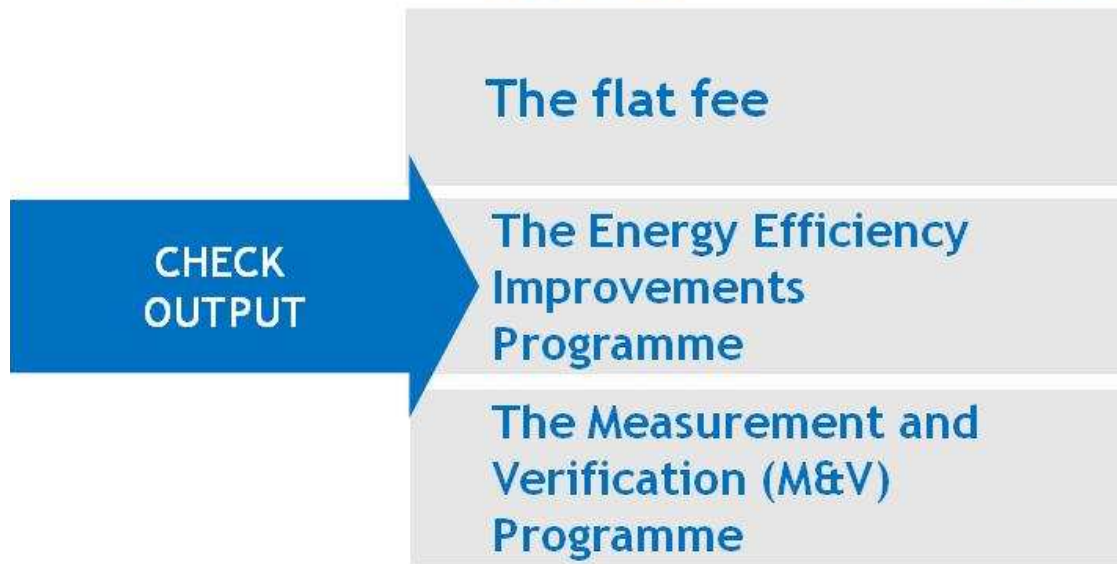 The flat fee
CHECK
OUTPUT
The Energy Efficiency
Improvements
Programme
The Measurement and
Verification (M&V)
Programme